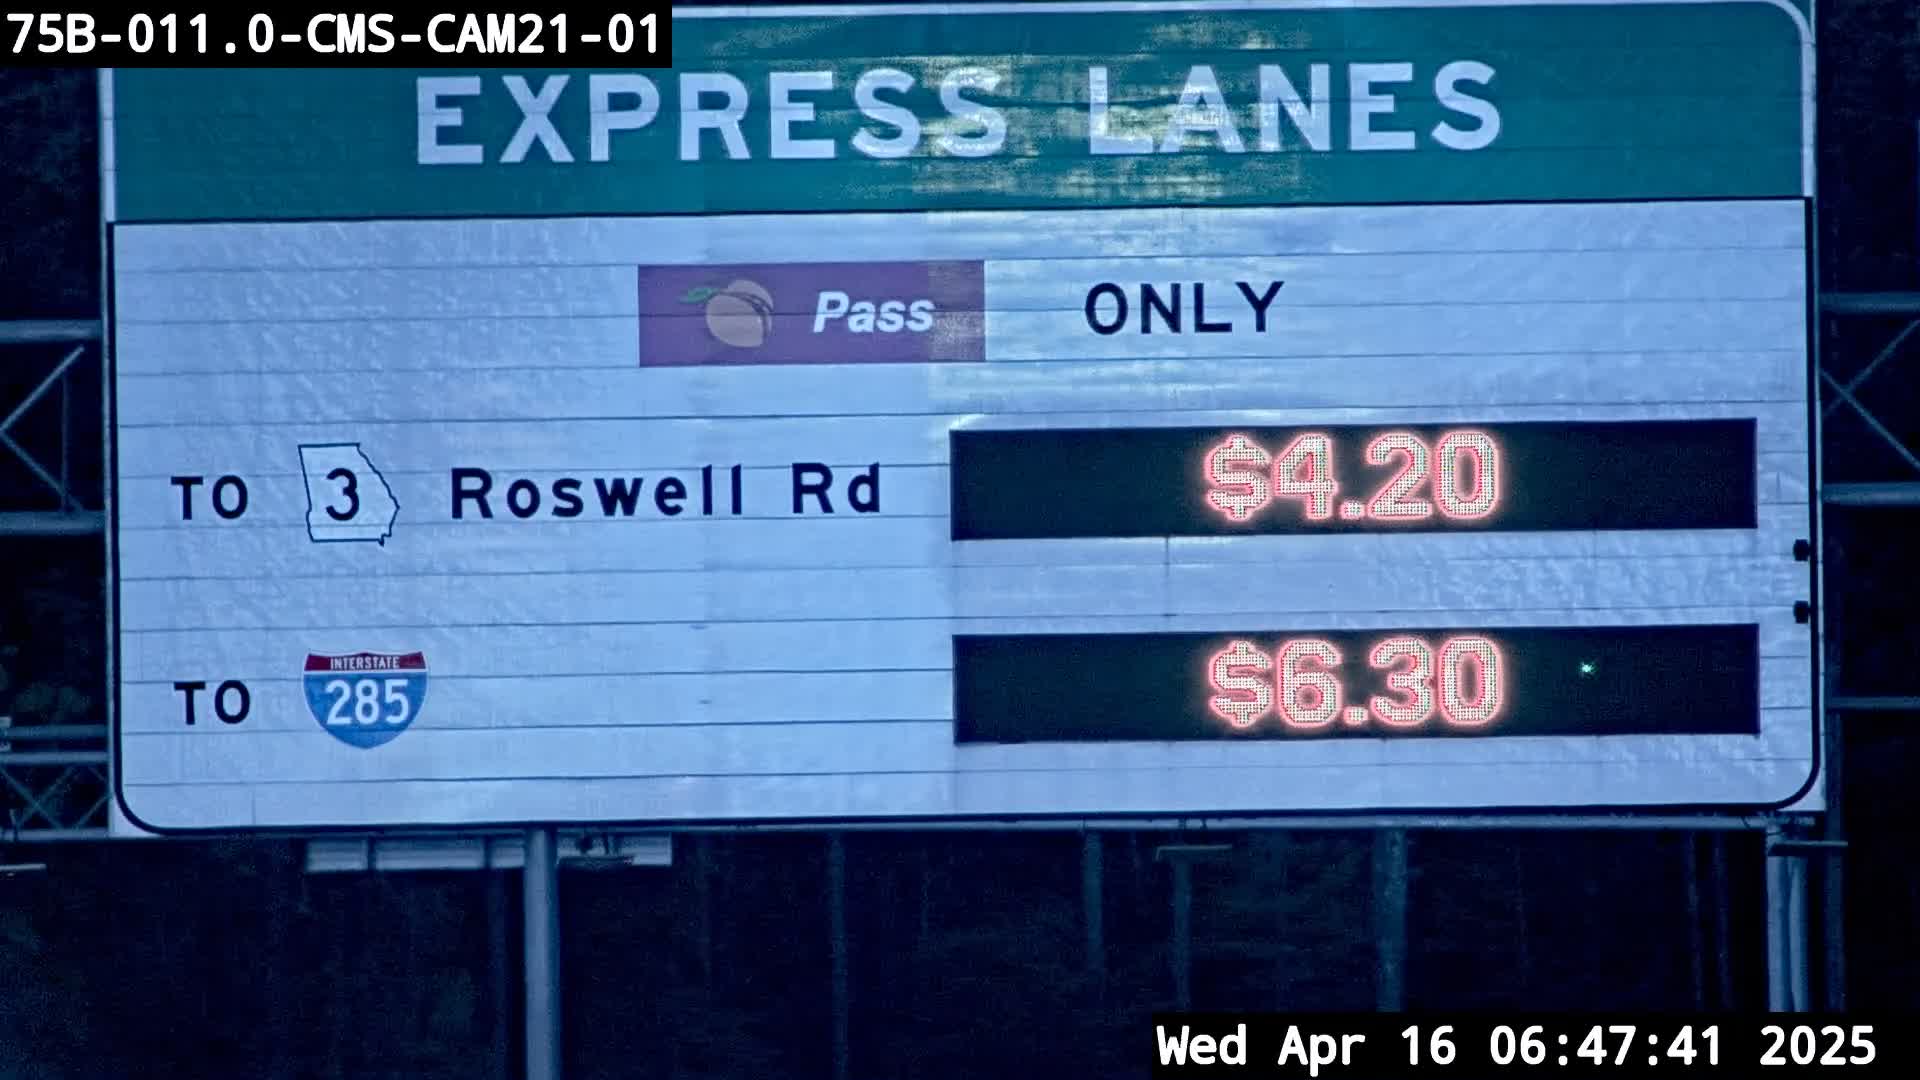 75B-011.0-CMS-CAM21-01
EXPRESS LANES
Pass ONLY
TO 3 Roswell Rd $4.20
TO INTERSTATE 285 $6.30
Wed Apr 16 06:47:41 2025